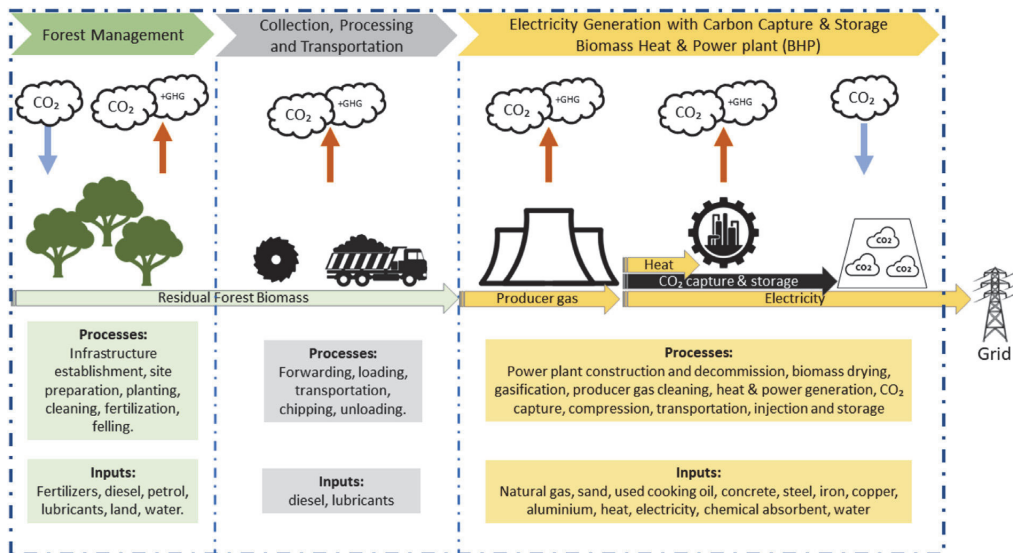 Forest Management
Collection, Processing
and Transportation
Electricity Generation with Carbon Capture & Storage
Biomass Heat & Power plant (BHP)
CO₂
CO₂
+GHG
CO₂
+GHG
CO₂
+GHG
CO₂
+GHG
CO₂
CO₂
CO₂
CO₂
Heat
CO₂ capture & storage
Residual Forest Biomass
Producer gas
Electricity
Grid
Processes:
Infrastructure
establishment, site
preparation, planting,
cleaning, fertilization,
felling.
Processes:
Forwarding, loading,
transportation,
chipping, unloading.
Processes:
Power plant construction and decommission, biomass drying,
gasification, producer gas cleaning, heat & power generation, CO₂
capture, compression, transportation, injection and storage
Inputs:
Fertilizers, diesel, petrol,
lubricants, land, water.
Inputs:
diesel, lubricants
Inputs:
Natural gas, sand, used cooking oil, concrete, steel, iron, copper,
aluminium, heat, electricity, chemical absorbent, water